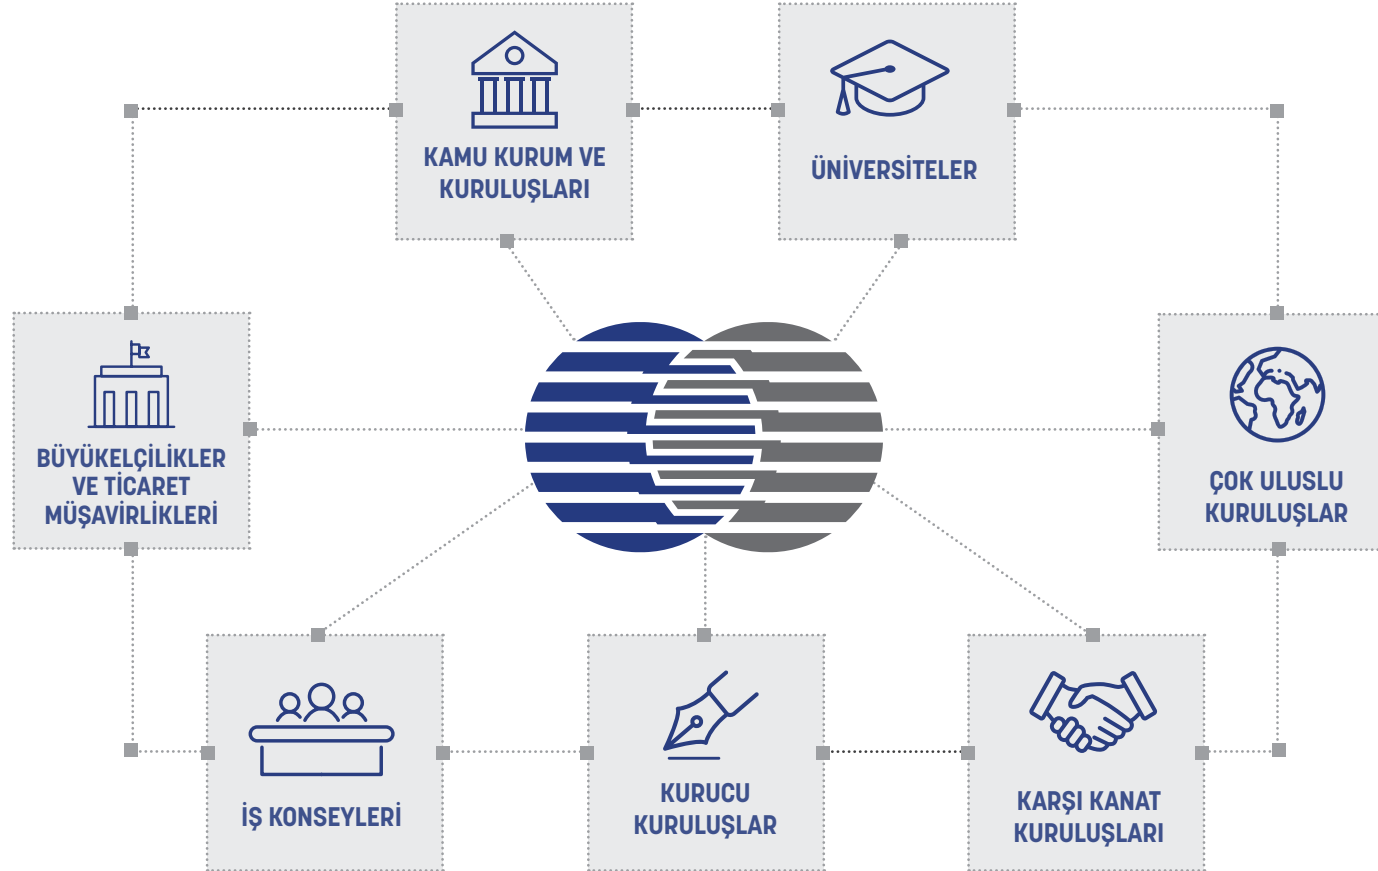 KAMU KURUM VE
KURULUŞLARI
ÜNİVERSİTELER
BÜYÜKELÇİLİKLER
VE TİCARET
MÜŞAVİRLİKLERİ
ÇOK ULUSLU
KURULUŞLAR
İŞ KONSEYLERİ
KURUCU
KURULUŞLAR
KARŞI KANAT
KURULUŞLARI